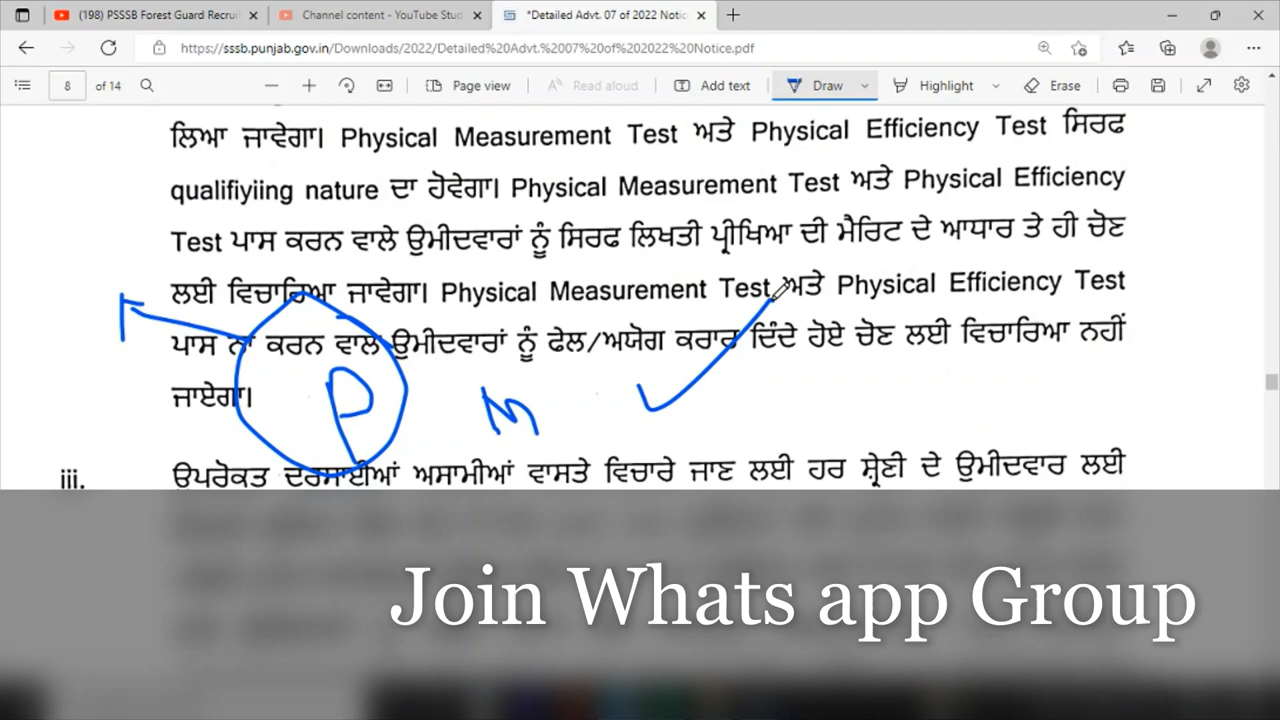 (198) PSSSB Forest Guard Recruit
Channel content - YouTube Stud
*Detailed Advt. 07 of 2022 Notice
https://sssb.punjab.gov.in/Downloads/2022/Detailed%20Advt.%2007%20of%202022%20Notice.pdf
8 of 14 Page view Read aloud Add text Draw Highlight Erase
ਲਿਆ ਜਾਵੇਗਾ। Physical Measurement Test ਅਤੇ Physical Efficiency Test ਸਿਰਫ
qualifiyiing nature ਦਾ ਹੋਵੇਗਾ। Physical Measurement Test ਅਤੇ Physical Efficiency
Test ਪਾਸ ਕਰਨ ਵਾਲੇ ਉਮੀਦਵਾਰਾਂ ਨੂੰ ਸਿਰਫ ਲਿਖਤੀ ਪ੍ਰੀਖਿਆ ਦੀ ਮੈਰਿਟ ਦੇ ਆਧਾਰ ਤੇ ਹੀ ਚੋਣ
ਲਈ ਵਿਚਾਰਿਆ ਜਾਵੇਗਾ। Physical Measurement Test ਅਤੇ Physical Efficiency Test
ਪਾਸ ਨਾ ਕਰਨ ਵਾਲੇ ਉਮੀਦਵਾਰਾਂ ਨੂੰ ਫੇਲ/ਅਯੋਗ ਕਰਾਰ ਦਿੰਦੇ ਹੋਏ ਚੋਣ ਲਈ ਵਿਚਾਰਿਆ ਨਹੀਂ
ਜਾਏਗਾ।
P M
iii. ਉਪਰੋਕਤ ਦਰਸਾਈਆਂ ਅਸਾਮੀਆਂ ਵਾਸਤੇ ਵਿਚਾਰੇ ਜਾਣ ਲਈ ਹਰ ਸ਼੍ਰੇਣੀ ਦੇ ਉਮੀਦਵਾਰ ਲਈ
Join Whats app Group